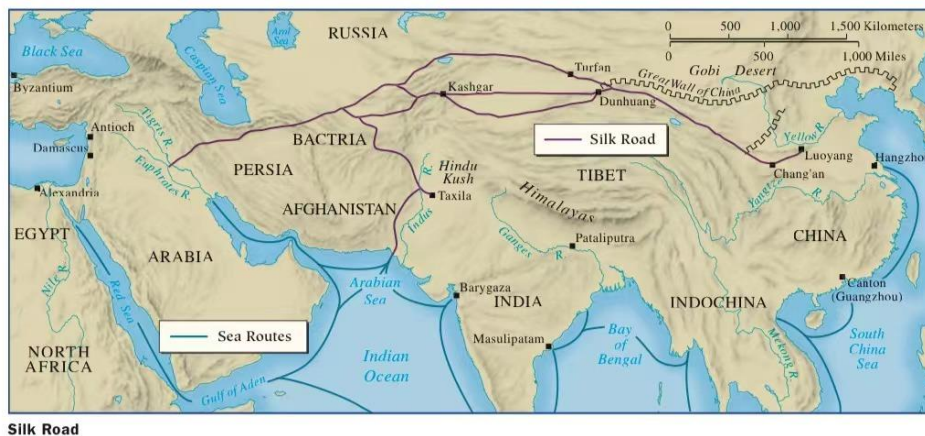 0 500 1,000 1,500 Kilometers
0 500 1,000 Miles
RUSSIA
Black Sea
Aral Sea
Caspian Sea
Byzantium
Turfan
Gobi Desert
Great Wall of China
Kashgar
Dunhuang
Antioch
Tigris R.
BACTRIA
Silk Road
Yellow R.
Damascus
Luoyang
Hangzhou
PERSIA
Euphrates R.
Hindu Kush
TIBET
Chang'an
Alexandria
Taxila
Himalayas
Yangtze R.
AFGHANISTAN
Indus R.
EGYPT
Ganges R.
Pataliputra
CHINA
ARABIA
Nile R.
Arabian Sea
Barygaza
INDIA
INDOCHINA
Canton (Guangzhou)
Red Sea
Sea Routes
Masulipatam
Bay of Bengal
South China Sea
NORTH AFRICA
Indian Ocean
Mekong R.
Gulf of Aden
Silk Road